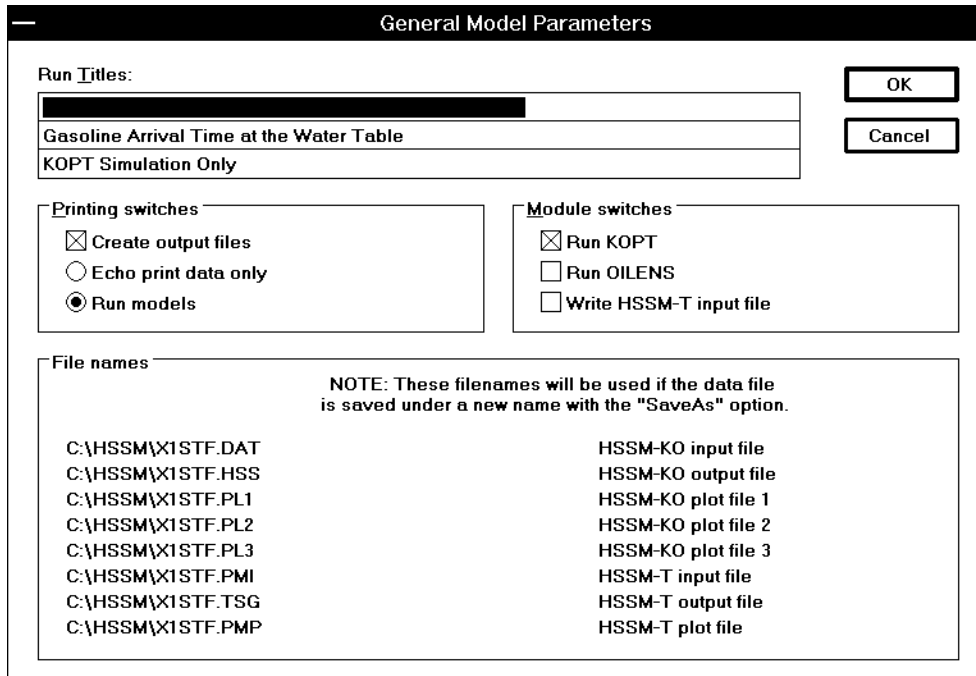 General Model Parameters
Run Titles:
OK
Gasoline Arrival Time at the Water Table
Cancel
KOPT Simulation Only
Printing switches
Create output files
Echo print data only
Run models
Module switches
Run KOPT
Run OILENS
Write HSSM-T input file
File names
NOTE: These filenames will be used if the data file
is saved under a new name with the "SaveAs" option.
C:\HSSM\X1STF.DAT HSSM-KO input file
C:\HSSM\X1STF.HSS HSSM-KO output file
C:\HSSM\X1STF.PL1 HSSM-KO plot file 1
C:\HSSM\X1STF.PL2 HSSM-KO plot file 2
C:\HSSM\X1STF.PL3 HSSM-KO plot file 3
C:\HSSM\X1STF.PMI HSSM-T input file
C:\HSSM\X1STF.TSG HSSM-T output file
C:\HSSM\X1STF.PMP HSSM-T plot file